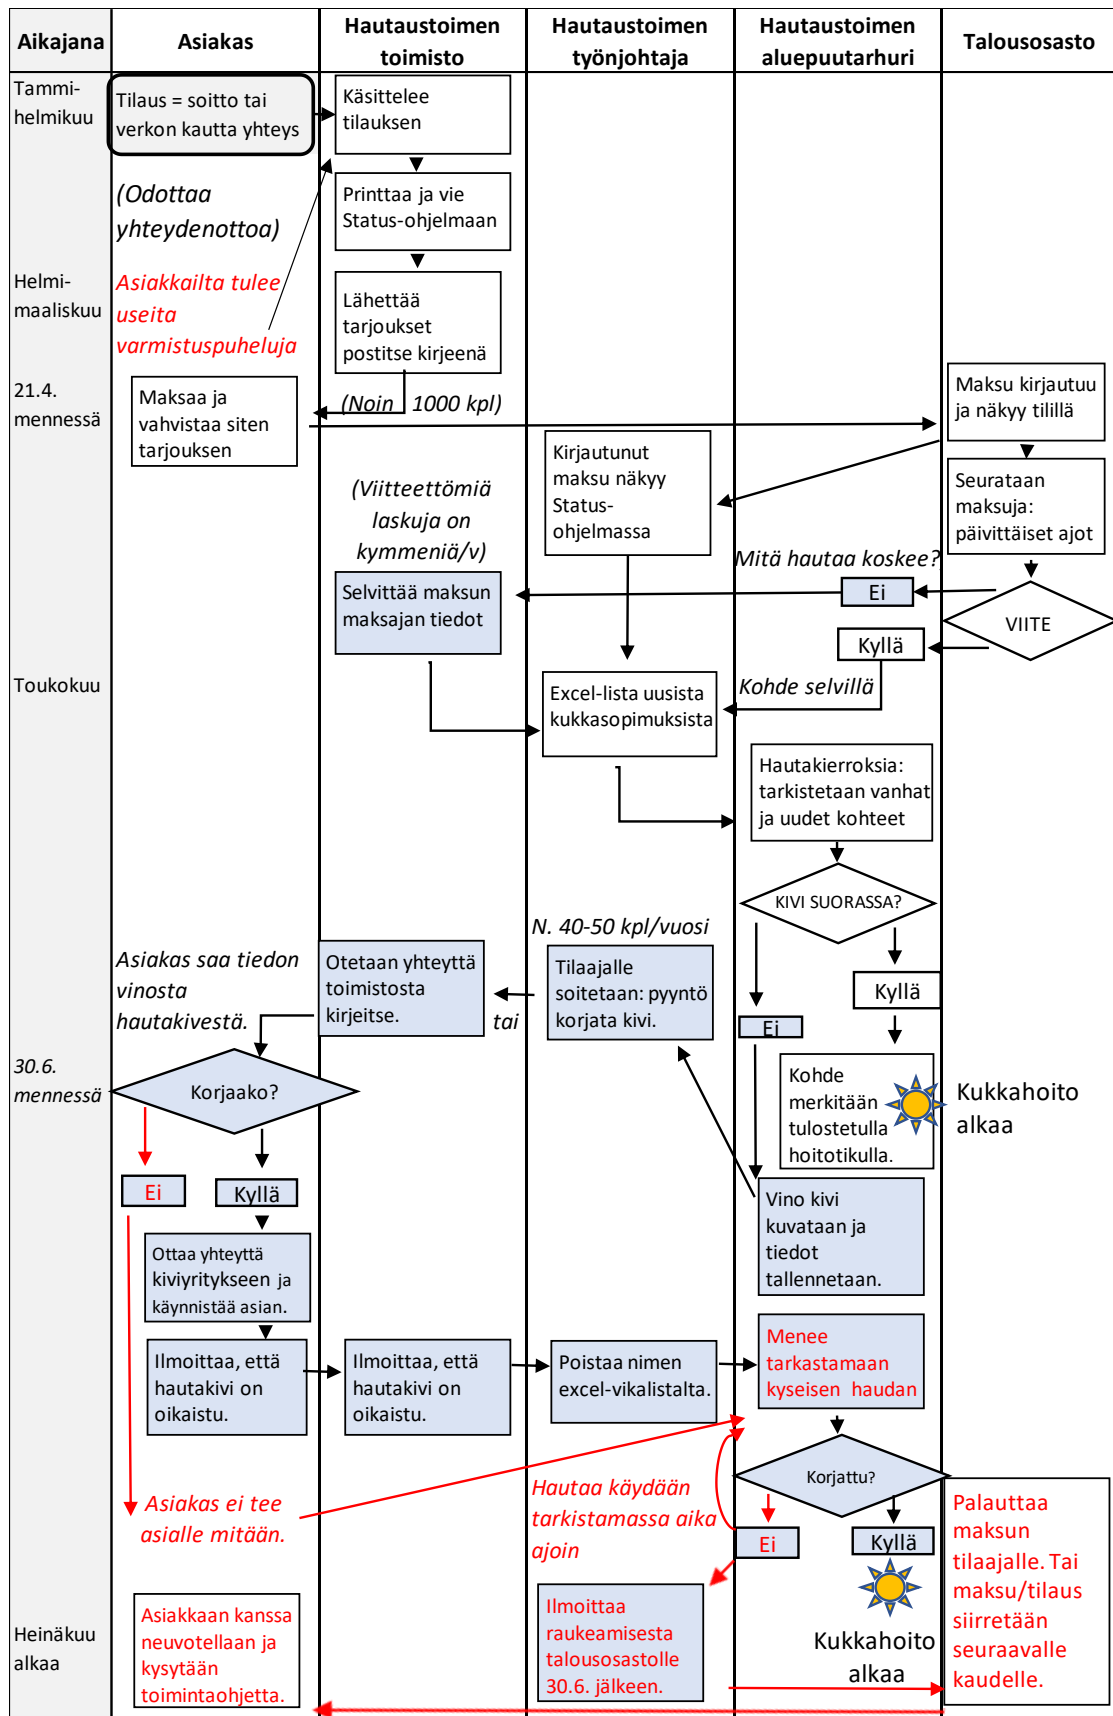 Aikajana
Asiakas
Hautaustoimen
toimisto
Hautaustoimen
työnjohtaja
Hautaustoimen
aluepuutarhuri
Talousosasto
Tammi-
helmikuu
Tilaus = soitto tai
verkon kautta yhteys
Käsittelee
tilauksen
(Odottaa
yhteydenottoa)
Printtaa ja vie
Status-ohjelmaan
Helmi-
maaliskuu
Asiakkailta tulee
useita
varmistuspuheluja
Lähettää
tarjoukset
postitse kirjeenä
21.4.
mennessä
Maksaa ja
vahvistaa siten
tarjouksen
(Noin 1000 kpl)
Maksu kirjautuu
ja näkyy tilillä
Kirjautunut
maksu näkyy
Status-
ohjelmassa
Seurataan
maksuja:
päivittäiset ajot
(Viitteettömiä
laskuja on
kymmeniä/v)
Mitä hautaa koskee?
Selvittää maksun
maksajan tiedot
Ei
VIITE
Kyllä
Toukokuu
Excel-lista uusista
kukkasopimuksista
Kohde selvillä
Hautakierroksia:
tarkistetaan vanhat
ja uudet kohteet
KIVI SUORASSA?
N. 40-50 kpl/vuosi
Asiakas saa tiedon
vinosta
hautakivestä.
Otetaan yhteyttä
toimistosta
kirjeitse.
tai
Tilaajalle
soitetaan: pyyntö
korjata kivi.
Kyllä
Ei
30.6.
mennessä
Korjaako?
Kohde
merkitään
tulostetulla
hoitotikulla.
Kukkahoito
alkaa
Ei
Kyllä
Vino kivi
kuvataan ja
tiedot
tallennetaan.
Ottaa yhteyttä
kiviyritykseen ja
käynnistää asian.
Ilmoittaa, että
hautakivi on
oikaistu.
Ilmoittaa, että
hautakivi on
oikaistu.
Poistaa nimen
excel-vikalistalta.
Menee
tarkastamaan
kyseisen haudan
Korjattu?
Asiakas ei tee
asialle mitään.
Hautaa käydään
tarkistamassa aika
ajoin
Ei
Kyllä
Palauttaa
maksun
tilaajalle. Tai
maksu/tilaus
siirretään
seuraavalle
kaudelle.
Heinäkuu
alkaa
Asiakkaan kanssa
neuvotellaan ja
kysytään
toimintaohjetta.
Ilmoittaa
raukeamisesta
talousosastolle
30.6. jälkeen.
Kukkahoito
alkaa